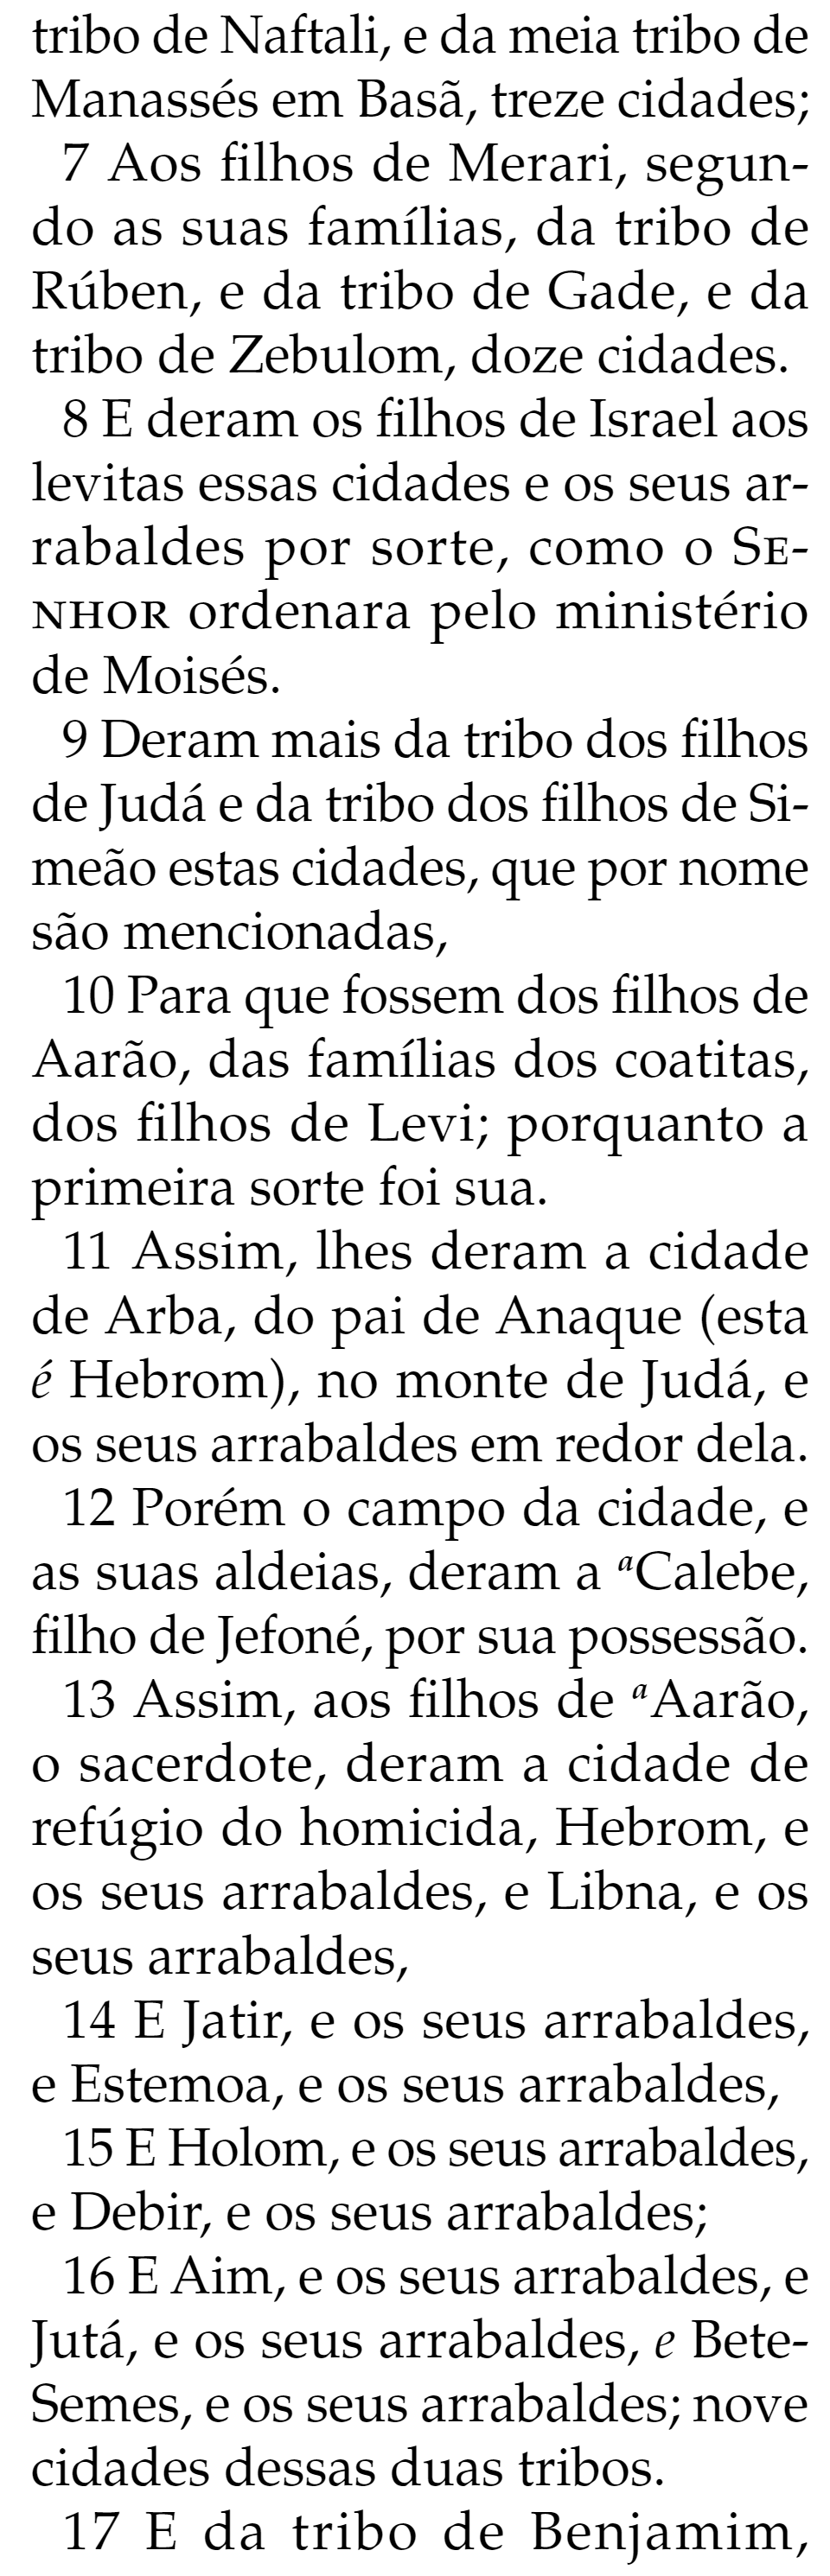 tribo de Naftali, e da meia tribo de
Manassés em Basã, treze cidades;
7 Aos filhos de Merari, segun-
do as suas famílias, da tribo de
Rúben, e da tribo de Gade, e da
tribo de Zebulom, doze cidades.
8 E deram os filhos de Israel aos
levitas essas cidades e os seus ar-
rabaldes por sorte, como o SE-
NHOR ordenara pelo ministério
de Moisés.
9 Deram mais da tribo dos filhos
de Judá e da tribo dos filhos de Si-
meão estas cidades, que por nome
são mencionadas,
10 Para que fossem dos filhos de
Aarão, das famílias dos coatitas,
dos filhos de Levi; porquanto a
primeira sorte foi sua.
11 Assim, lhes deram a cidade
de Arba, do pai de Anaque (esta
é Hebrom), no monte de Judá, e
os seus arrabaldes em redor dela.
12 Porém o campo da cidade, e
as suas aldeias, deram a ᵃCalebe,
filho de Jefoné, por sua possessão.
13 Assim, aos filhos de ᵃAarão,
o sacerdote, deram a cidade de
refúgio do homicida, Hebrom, e
os seus arrabaldes, e Libna, e os
seus arrabaldes,
14 E Jatir, e os seus arrabaldes,
e Estemoa, e os seus arrabaldes,
15 E Holom, e os seus arrabaldes,
e Debir, e os seus arrabaldes;
16 E Aim, e os seus arrabaldes, e
Jutá, e os seus arrabaldes, e Bete-
Semes, e os seus arrabaldes; nove
cidades dessas duas tribos.
17 E da tribo de Benjamim,